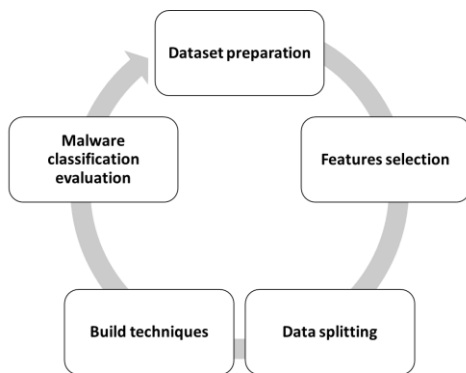 Dataset preparation
Features selection
Data splitting
Build techniques
Malware
classification
evaluation